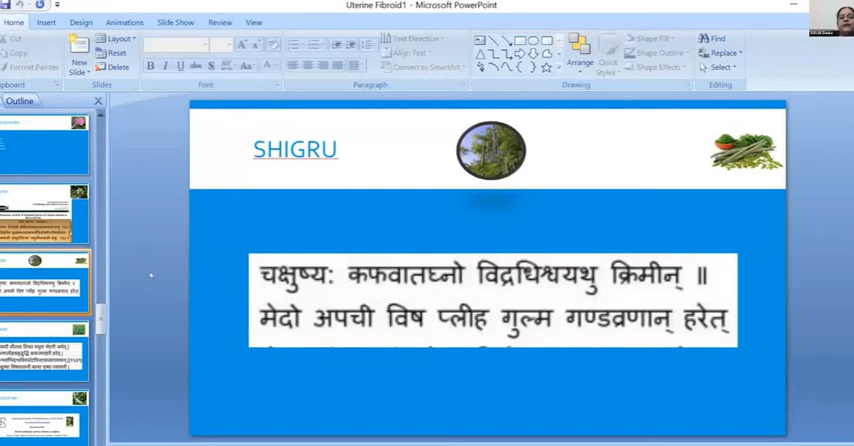 Uterine Fibroid1 - Microsoft PowerPoint
Home Insert Design Animations Slide Show Review View
Cut
Copy
Format Painter
New Slide
Layout
Reset
Delete
Slides
Font
Paragraph
Text Direction
Align Text
Convert to SmartArt
Arrange
Quick Styles
Shape Fill
Shape Outline
Shape Effects
Drawing
Find
Replace
Select
Editing
Outline
SHIGRU
चक्षुष्यः कफवातघ्नो विद्रधिश्वयथु क्रिमीन् ॥
मेदो अपची विष प्लीह गुल्म गण्डव्रणान् हरेत्